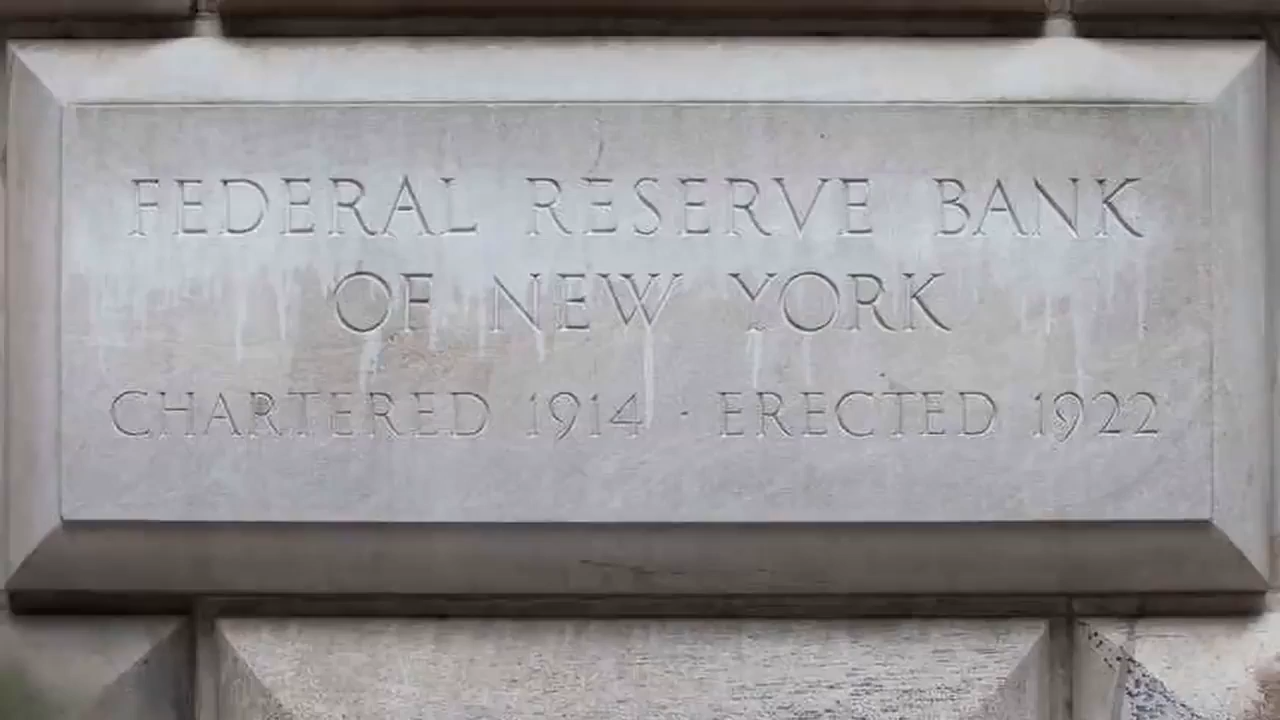 FEDERAL RESERVE BANK
OF NEW YORK
CHARTERED 1914 · ERECTED 1922